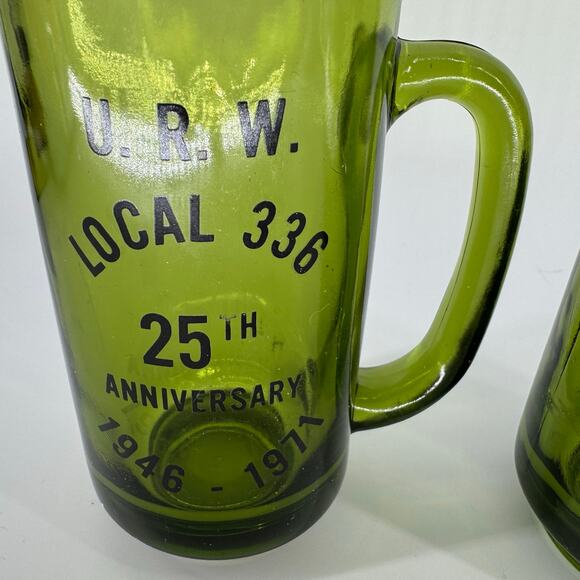 U. R. W.
LOCAL 336
25TH
ANNIVERSARY
1946 - 1971